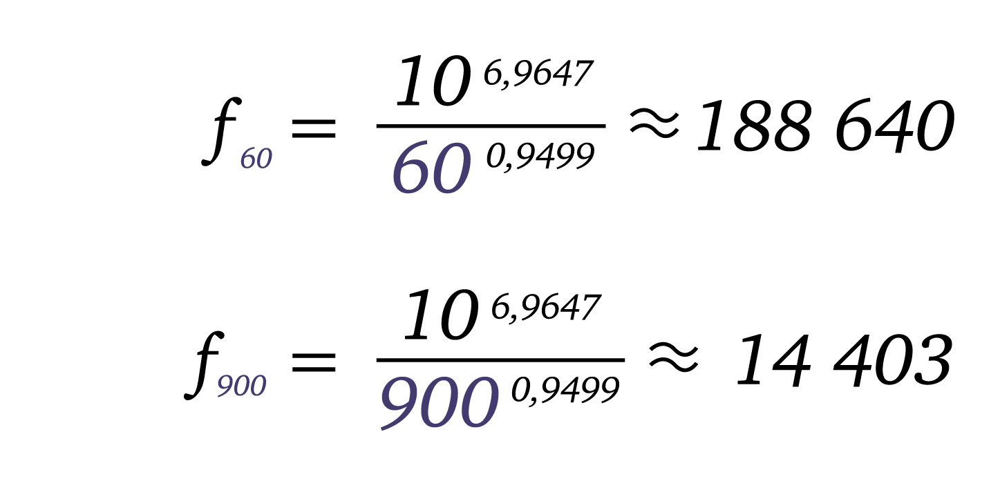 f₆₀ = 10^6,9647 / 60^0,9499 ≈ 188 640
f₉₀₀ = 10^6,9647 / 900^0,9499 ≈ 14 403